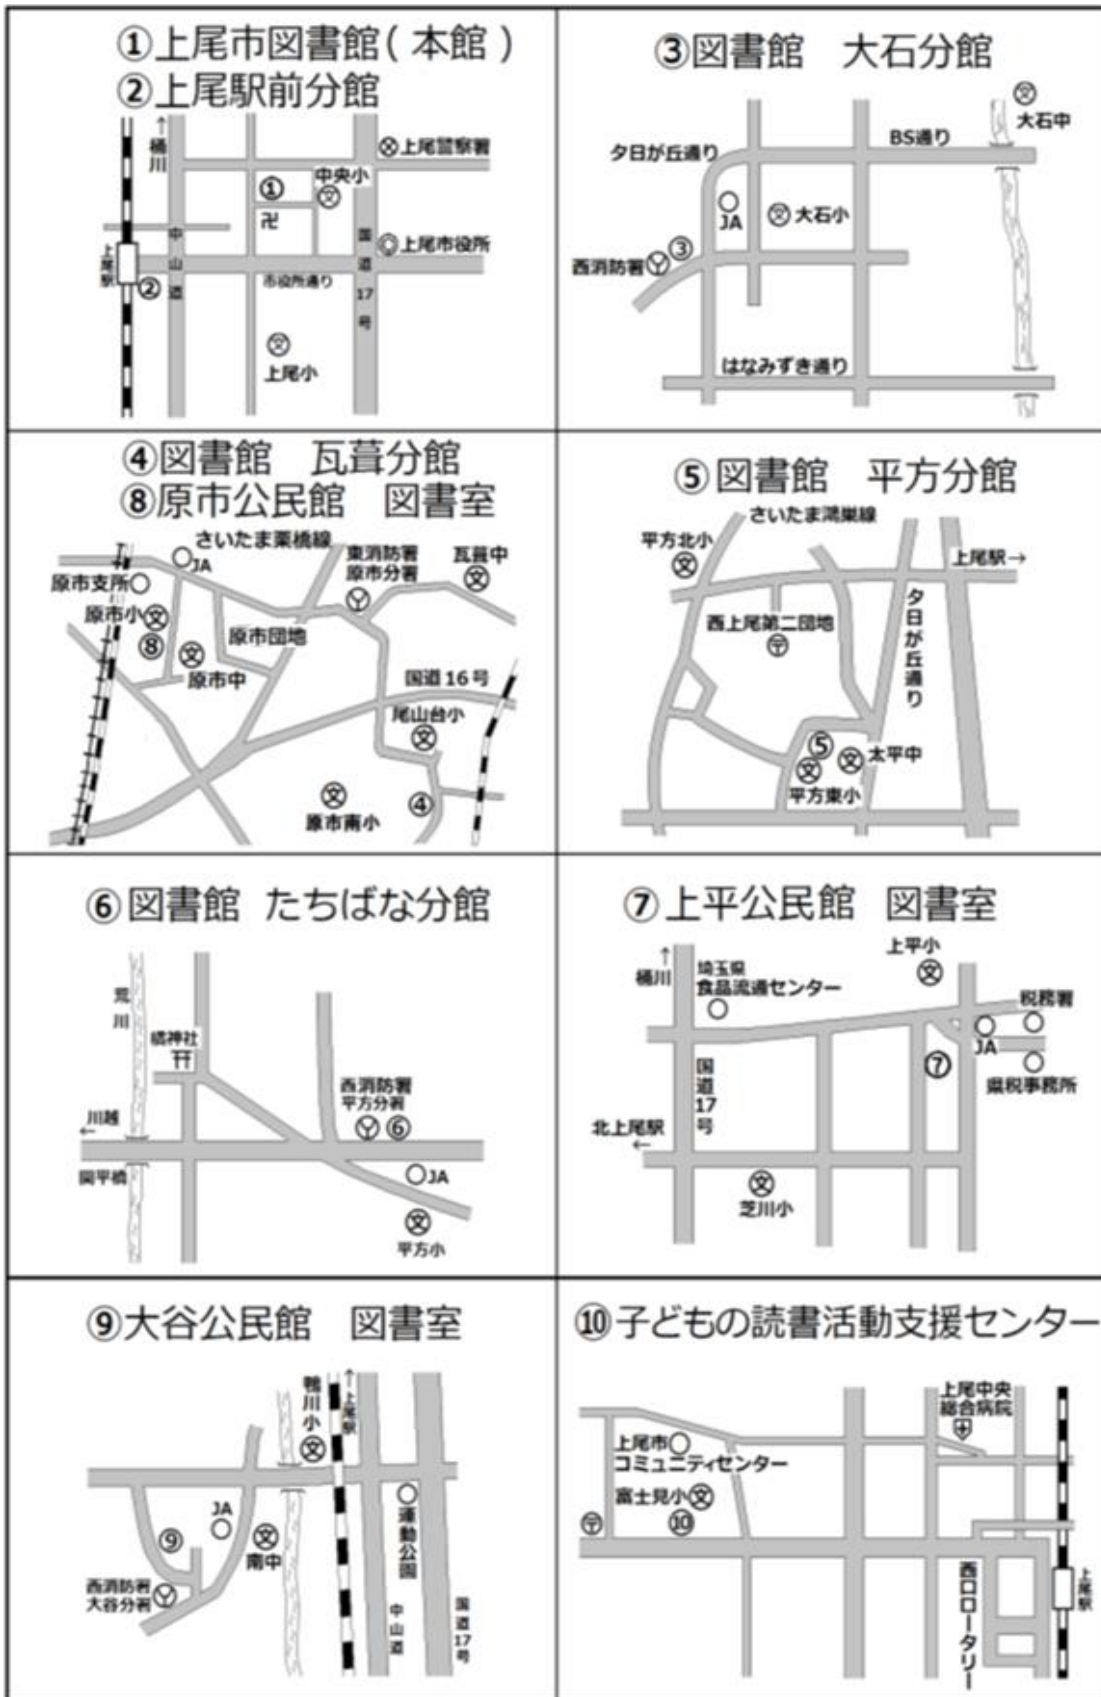 ①上尾市図書館(本館)
②上尾駅前分館
↑
桶川
⊗上尾警察署
中央小
文
①
卍
上尾市役所
中山道
国道17号
上尾駅
②
市役所通り
文
上尾小
③図書館 大石分館
文
大石中
夕日が丘通り
BS通り
JA
文大石小
西消防署
③
はなみずき通り
④図書館 瓦葺分館
⑧原市公民館 図書室
さいたま栗橋線
JA
東消防署
原市分署
瓦葺中
文
原市支所
原市小文
⑧
文
原市中
原市団地
国道16号
尾山台小
文
文
原市南小
④
⑤図書館 平方分館
さいたま鴻巣線
平方北小
文
上尾駅→
西上尾第二団地
〒
夕日が丘通り
⑤
文
文
太平中
平方東小
⑥図書館 たちばな分館
荒川
橘神社
西消防署
平方分署
⑥
川越
←
開平橋
JA
文
平方小
⑦上平公民館 図書室
↑
桶川
埼玉県
食品流通センター
上平小
文
税務署
JA
⑦
県税事務所
国道17号
北上尾駅
←
文
芝川小
⑨大谷公民館 図書室
鴨川小
文
↑上尾駅
JA
⑨
文
南中
運動公園
西消防署
大谷分署
中山道
国道17号
⑩子どもの読書活動支援センター
上尾中央
総合病院
上尾市
コミュニティセンター
富士見小文
〒
⑩
西口ロータリー
上尾駅